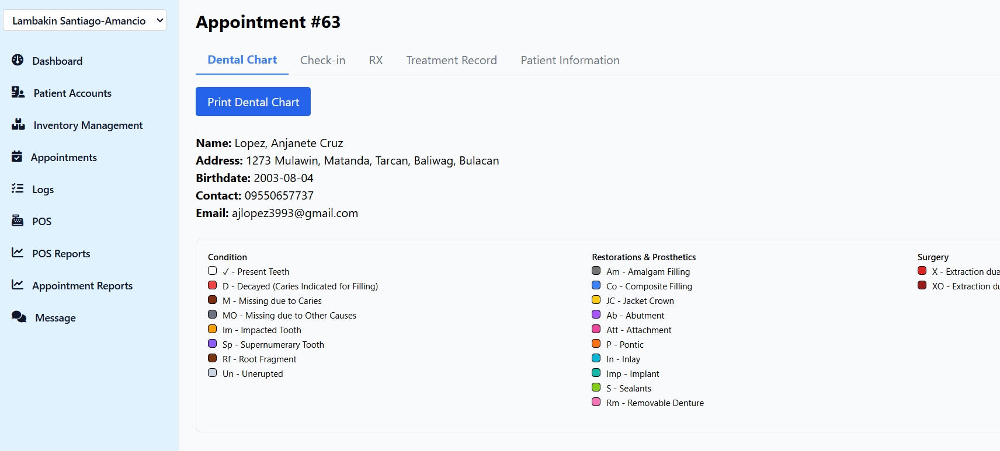 Lambakin Santiago-Amancio
Dashboard
Patient Accounts
Inventory Management
Appointments
Logs
POS
POS Reports
Appointment Reports
Message
Appointment #63
Dental Chart
Check-in
RX
Treatment Record
Patient Information
Print Dental Chart
Name: Lopez, Anjanete Cruz
Address: 1273 Mulawin, Matanda, Tarcan, Baliwag, Bulacan
Birthdate: 2003-08-04
Contact: 09550657737
Email: ajlopez3993@gmail.com
Condition
✓ - Present Teeth
D - Decayed (Caries Indicated for Filling)
M - Missing due to Caries
MO - Missing due to Other Causes
Im - Impacted Tooth
Sp - Supernumerary Tooth
Rf - Root Fragment
Un - Unerupted
Restorations & Prosthetics
Am - Amalgam Filling
Co - Composite Filling
JC - Jacket Crown
Ab - Abutment
Att - Attachment
P - Pontic
In - Inlay
Imp - Implant
S - Sealants
Rm - Removable Denture
Surgery
X - Extraction due
XO - Extraction